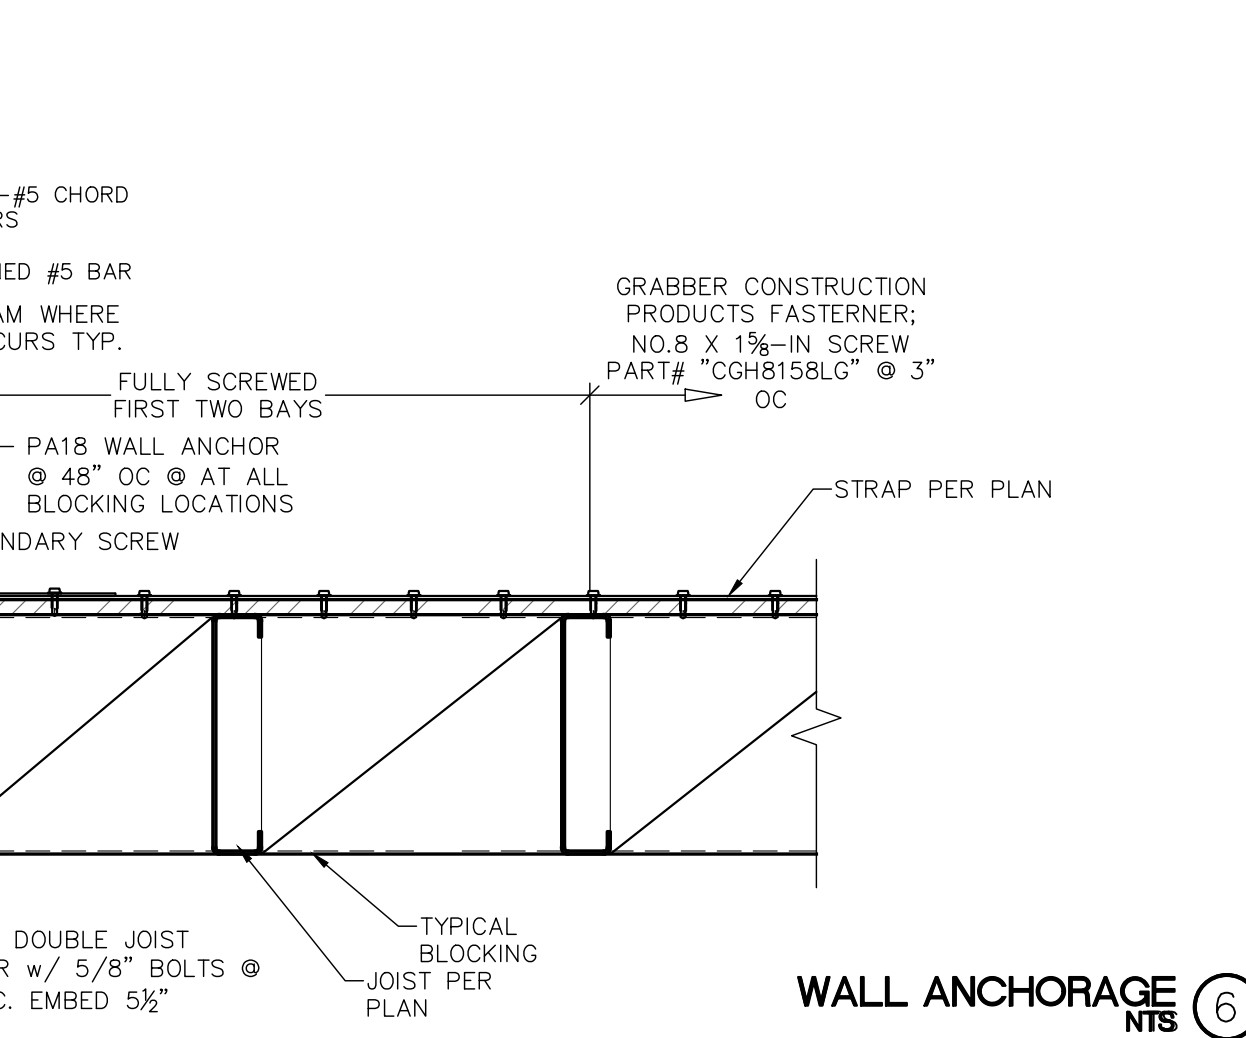 #5 CHORD
RS
#5 BAR
AM WHERE
CURS TYP.
GRABBER CONSTRUCTION
PRODUCTS FASTERNER;
NO.8 X 1⅝-IN SCREW
PART# "CGH8158LG" @ 3"
OC
FULLY SCREWED
FIRST TWO BAYS
PA18 WALL ANCHOR
@ 48" OC @ AT ALL
BLOCKING LOCATIONS
STRAP PER PLAN
NDARY SCREW
DOUBLE JOIST
R w/ 5/8" BOLTS @
C. EMBED 5½"
TYPICAL
BLOCKING
JOIST PER
PLAN
WALL ANCHORAGE
NTS
6